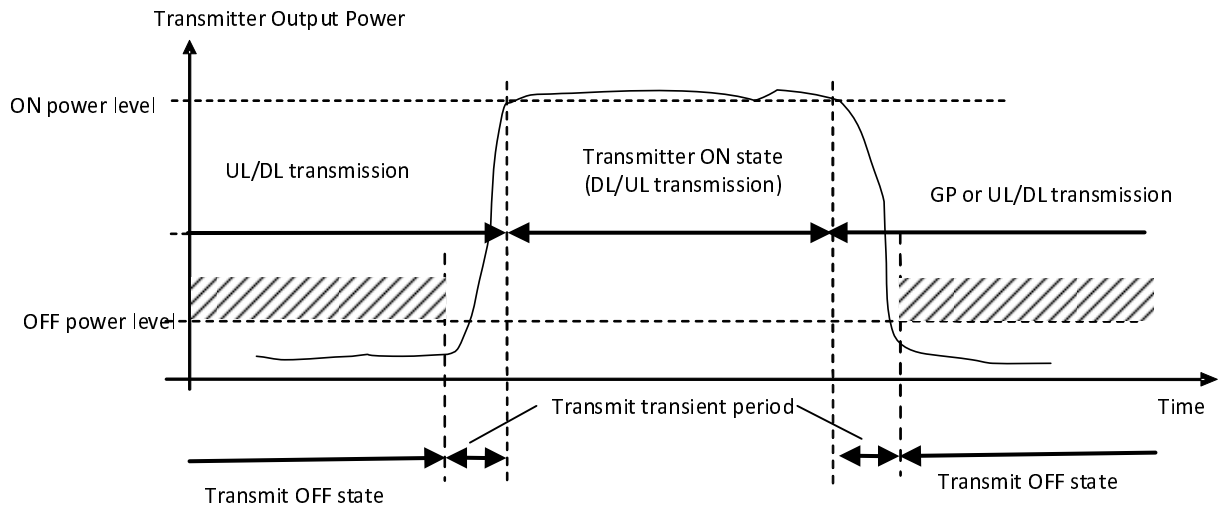 Transmitter Output Power
ON power level
UL/DL transmission
Transmitter ON state
(DL/UL transmission)
GP or UL/DL transmission
OFF power level
Transmit transient period
Time
Transmit OFF state
Transmit OFF state